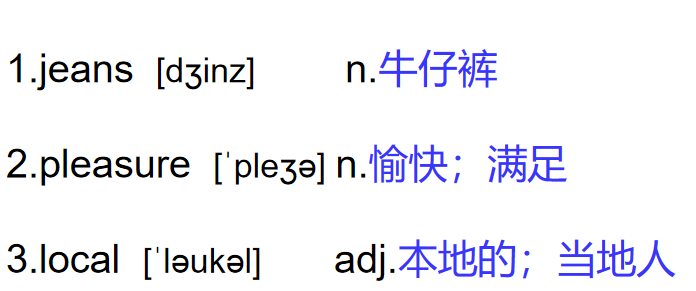 1.jeans [dʒinz] n.牛仔裤
2.pleasure [ˈpleʒə] n.愉快；满足
3.local [ˈləukəl] adj.本地的；当地人